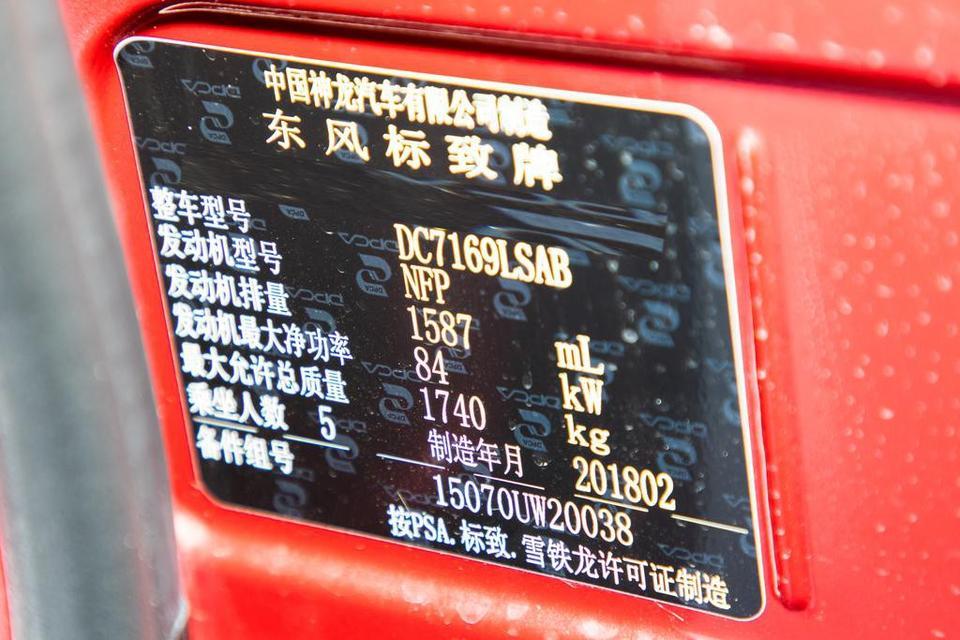 中国神龙汽车有限公司制造
东风标致牌
整车型号 DC7169LSAB
发动机型号 NFP
发动机排量 1587 mL
发动机最大净功率 84 kW
最大允许总质量 1740 kg
乘坐人数 5 制造年月 201802
备件组号 15070UW20038
按PSA.标致.雪铁龙许可证制造